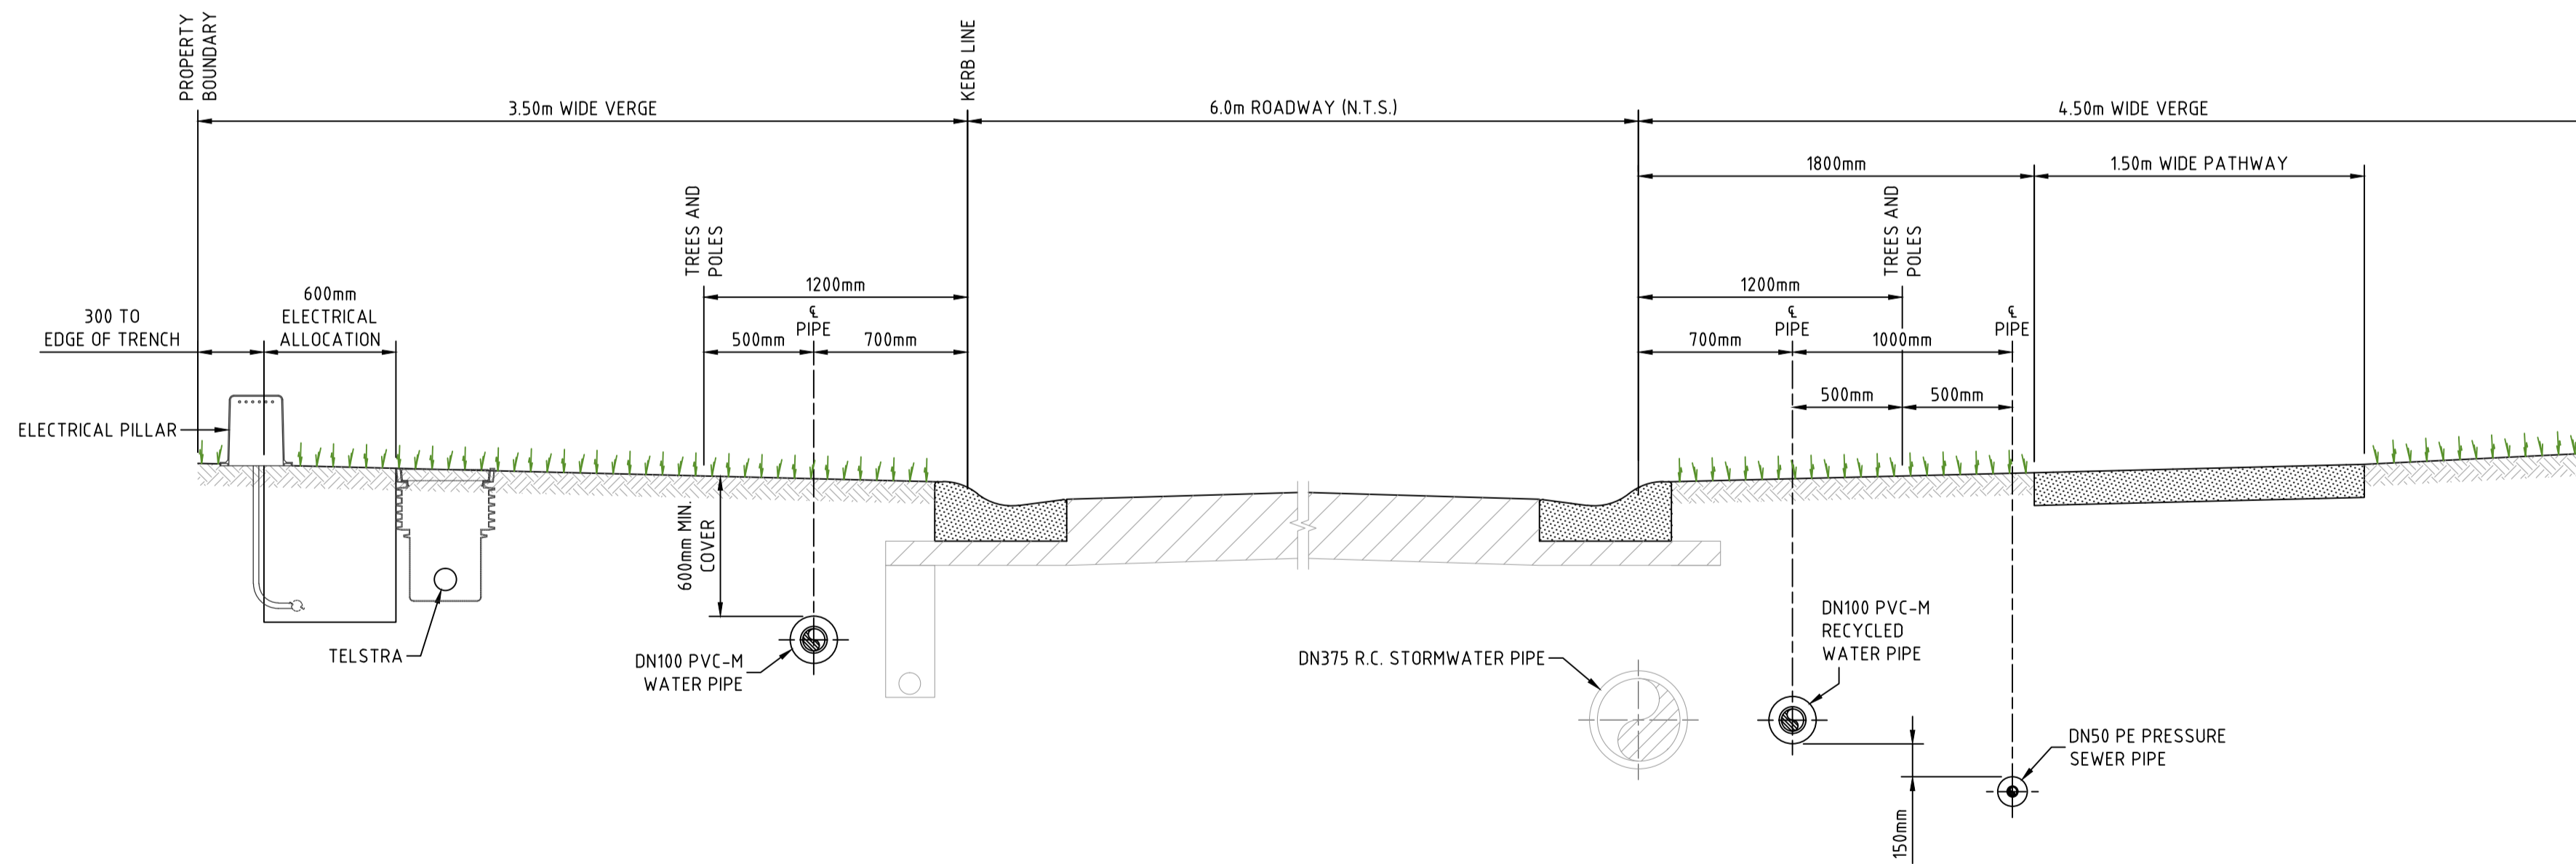 PROPERTY
BOUNDARY
KERB LINE
3.50m WIDE VERGE
6.0m ROADWAY (N.T.S.)
4.50m WIDE VERGE
1800mm
1.50m WIDE PATHWAY
TREES AND
POLES
TREES AND
POLES
1200mm
1200mm
300 TO
EDGE OF TRENCH
600mm
ELECTRICAL
ALLOCATION
℄
PIPE
500mm
700mm
℄
PIPE
℄
PIPE
700mm
1000mm
500mm
500mm
ELECTRICAL PILLAR
600mm MIN.
COVER
TELSTRA
DN100 PVC-M
WATER PIPE
DN375 R.C. STORMWATER PIPE
DN100 PVC-M
RECYCLED
WATER PIPE
DN50 PE PRESSURE
SEWER PIPE
150mm